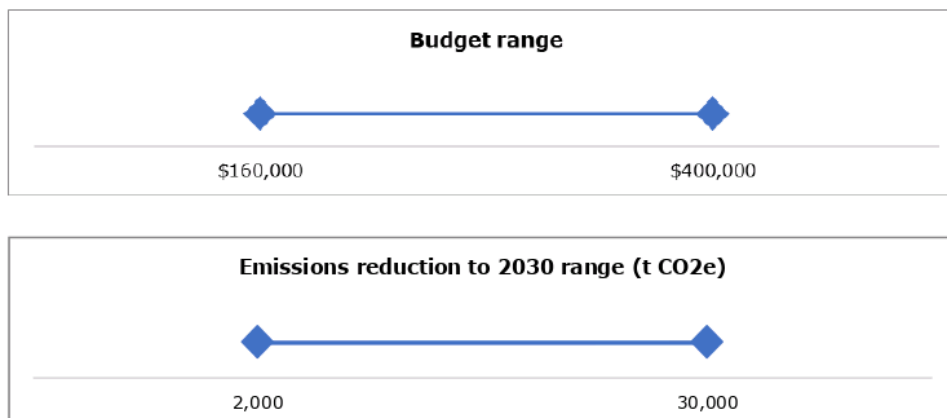 Budget range
$160,000 $400,000
Emissions reduction to 2030 range (t CO2e)
2,000 30,000